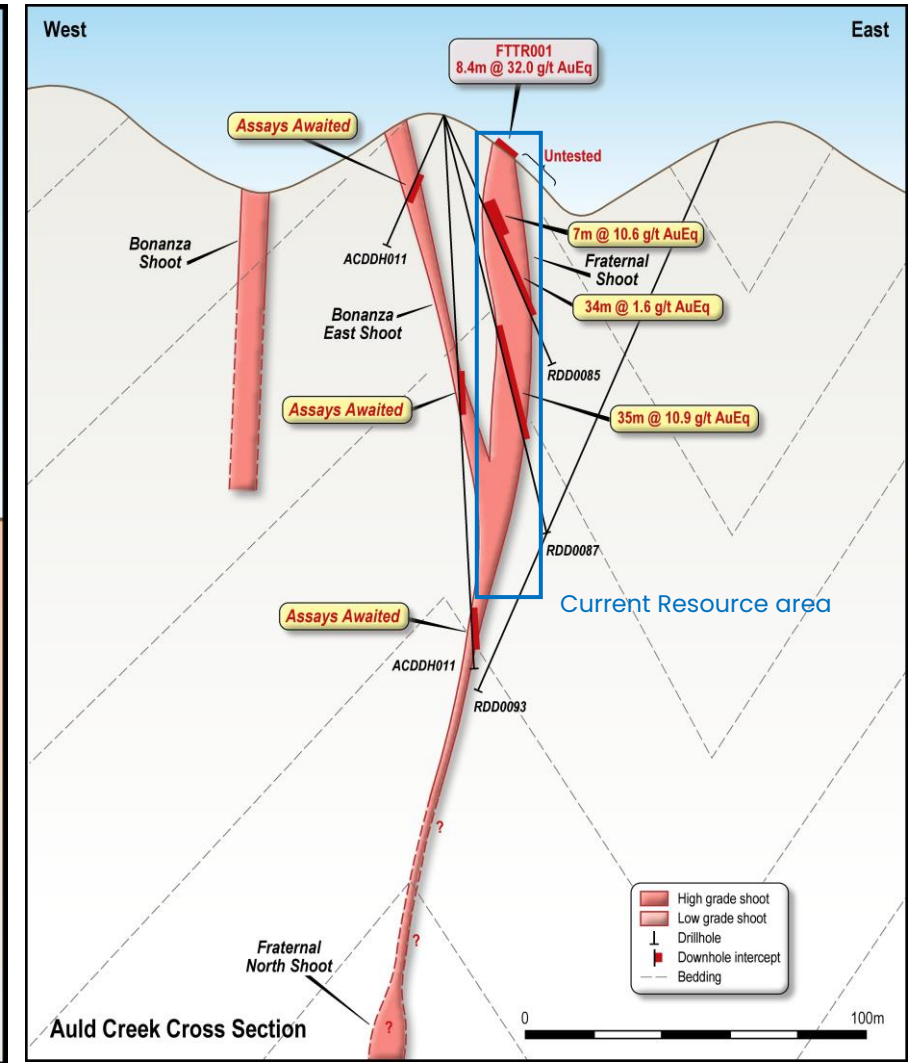 West
East
FTTR001
8.4m @ 32.0 g/t AuEq
Assays Awaited
Untested
7m @ 10.6 g/t AuEq
Bonanza
Shoot
ACDDH011
Fraternal
Shoot
34m @ 1.6 g/t AuEq
Bonanza
East Shoot
RDD0085
Assays Awaited
35m @ 10.9 g/t AuEq
RDD0087
Current Resource area
Assays Awaited
ACDDH011
RDD0093
?
?
Fraternal
North Shoot
?
High grade shoot
Low grade shoot
Drillhole
Downhole intercept
Bedding
Auld Creek Cross Section
0
100m